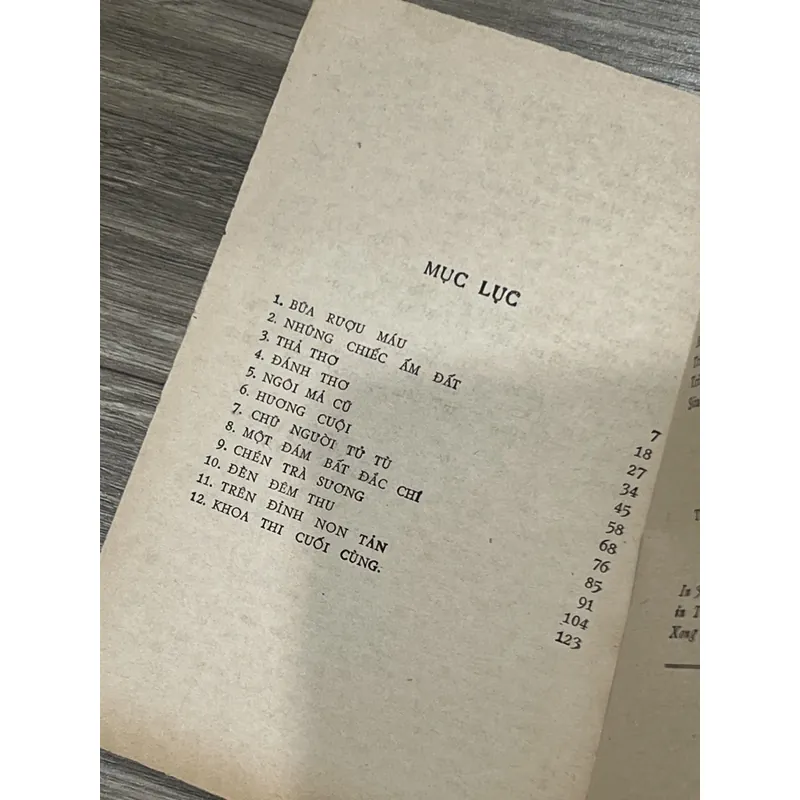 MỤC LỤC
1. BỮA RƯỢU MÁU 7
2. NHỮNG CHIẾC ẤM ĐẤT 18
3. THẢ THƠ 27
4. ĐÁNH THƠ 34
5. NGÔI MẢ CŨ 45
6. HƯƠNG CUỘI 58
7. CHỮ NGƯỜI TỬ TÙ 68
8. MỘT ĐÁM BẤT ĐẮC CHÍ 76
9. CHÉN TRÀ SƯƠNG 85
10. ĐÈN ĐÊM THU 91
11. TRÊN ĐỈNH NON TẢN 104
12. KHOA THI CUỐI CÙNG. 123
In
in T
Xong